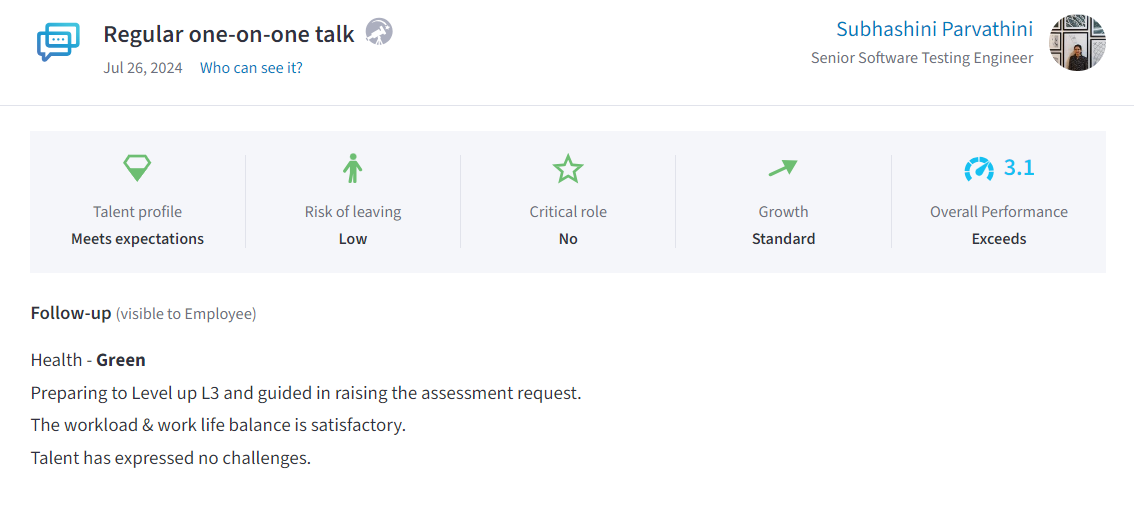 Regular one-on-one talk
Jul 26, 2024 Who can see it?
Subhashini Parvathini
Senior Software Testing Engineer
Talent profile
Meets expectations
Risk of leaving
Low
Critical role
No
Growth
Standard
3.1
Overall Performance
Exceeds
Follow-up (visible to Employee)
Health - Green
Preparing to Level up L3 and guided in raising the assessment request.
The workload & work life balance is satisfactory.
Talent has expressed no challenges.